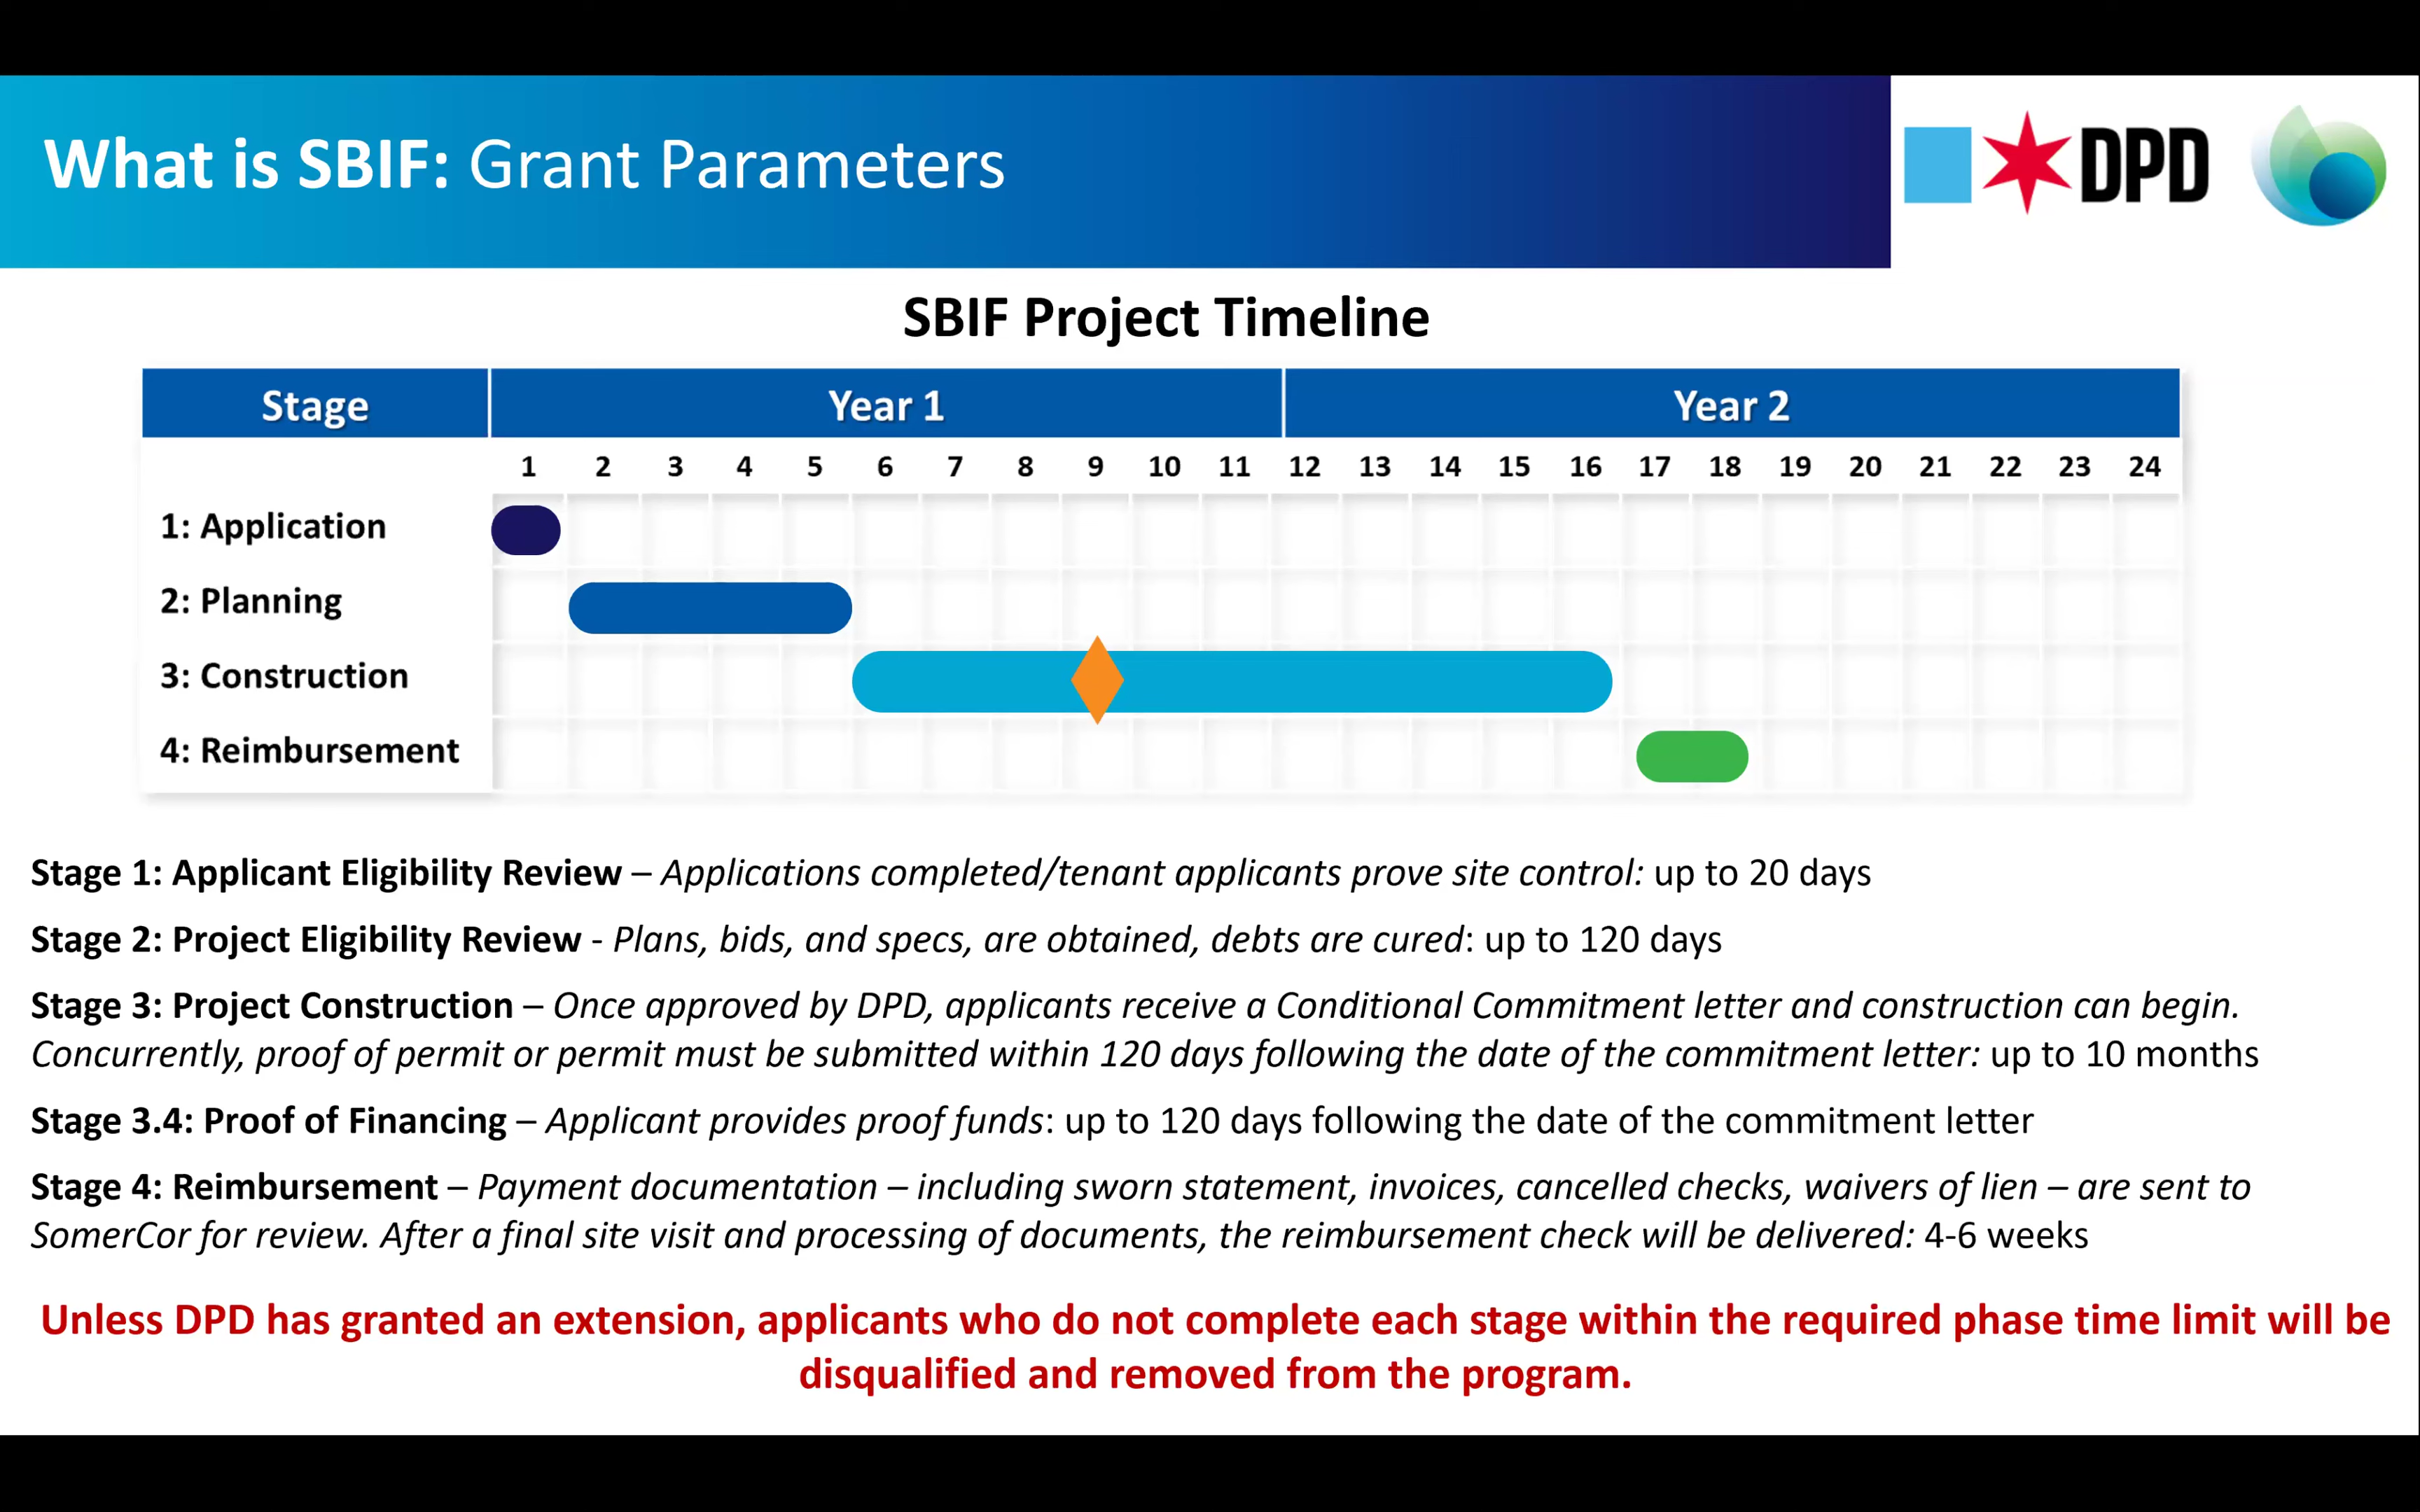 What is SBIF: Grant Parameters
DPD
SBIF Project Timeline
Stage Year 1 Year 2
1 2 3 4 5 6 7 8 9 10 11 12 13 14 15 16 17 18 19 20 21 22 23 24
1: Application
2: Planning
3: Construction
4: Reimbursement
Stage 1: Applicant Eligibility Review – Applications completed/tenant applicants prove site control: up to 20 days
Stage 2: Project Eligibility Review - Plans, bids, and specs, are obtained, debts are cured: up to 120 days
Stage 3: Project Construction – Once approved by DPD, applicants receive a Conditional Commitment letter and construction can begin.
Concurrently, proof of permit or permit must be submitted within 120 days following the date of the commitment letter: up to 10 months
Stage 3.4: Proof of Financing – Applicant provides proof funds: up to 120 days following the date of the commitment letter
Stage 4: Reimbursement – Payment documentation – including sworn statement, invoices, cancelled checks, waivers of lien – are sent to
SomerCor for review. After a final site visit and processing of documents, the reimbursement check will be delivered: 4-6 weeks
Unless DPD has granted an extension, applicants who do not complete each stage within the required phase time limit will be
disqualified and removed from the program.